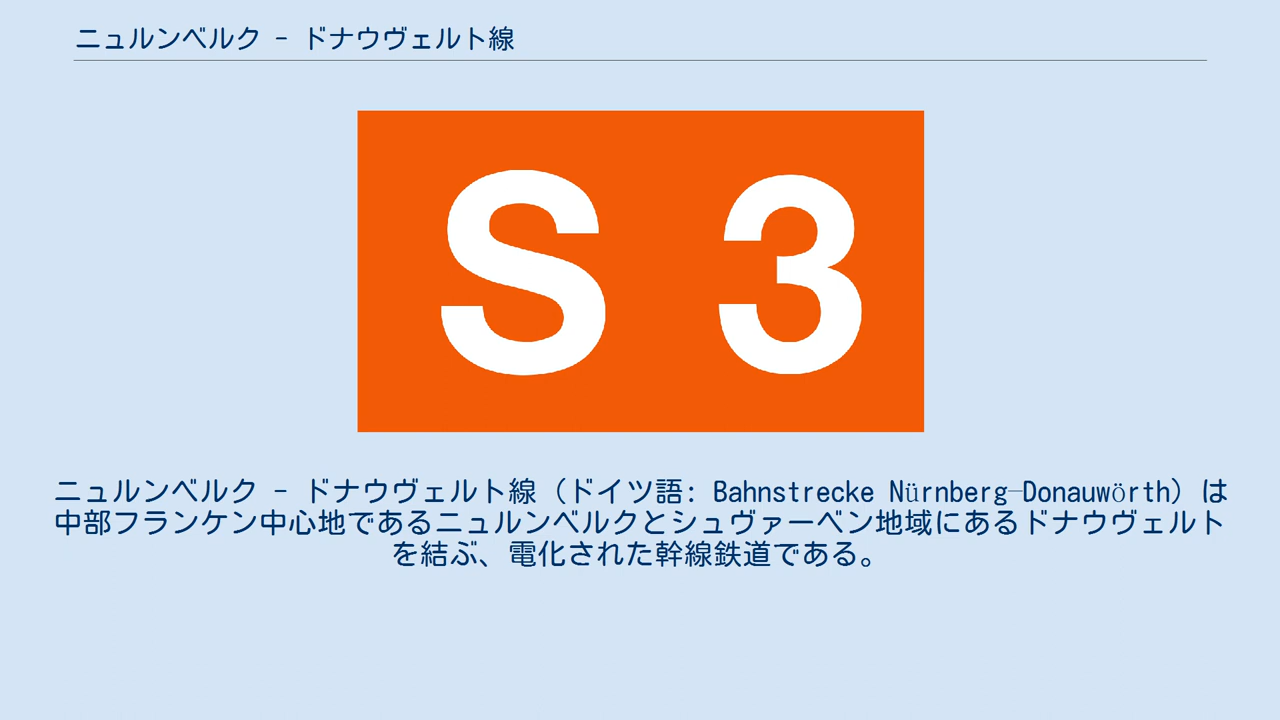 ニュルンベルク - ドナウヴェルト線
S 3
ニュルンベルク - ドナウヴェルト線（ドイツ語: Bahnstrecke Nürnberg–Donauwörth）は
中部フランケン中心地であるニュルンベルクとシュヴァーベン地域にあるドナウヴェルト
を結ぶ、電化された幹線鉄道である。